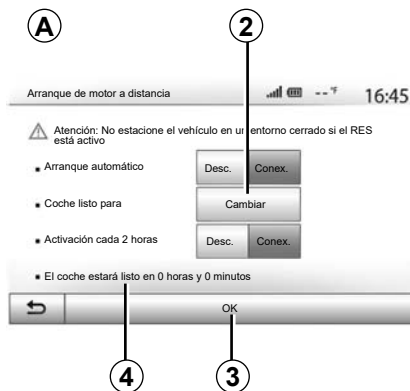 A
2
Arranque de motor a distancia
--°F
16:45
Atención: No estacione el vehículo en un entorno cerrado si el RES
está activo
Arranque automático
Desc.
Conex.
Coche listo para
Cambiar
Activación cada 2 horas
Desc.
Conex.
El coche estará listo en 0 horas y 0 minutos
OK
4
3